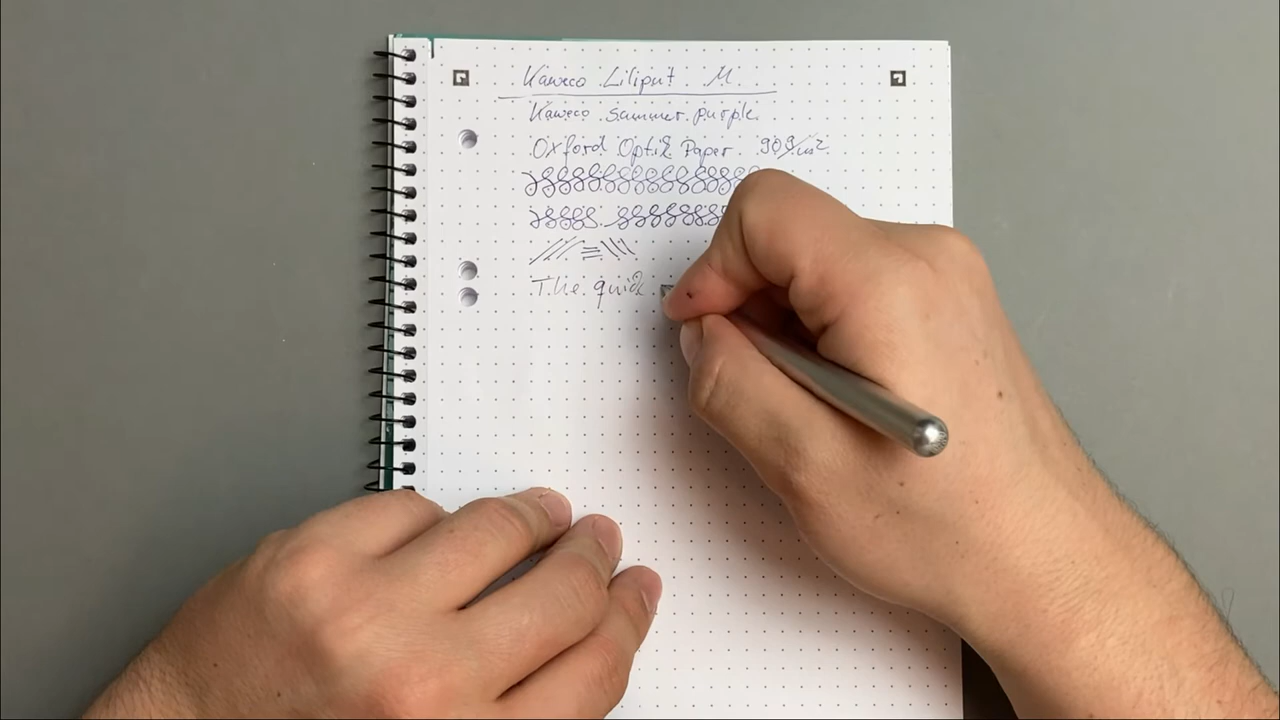 Kaweco Liliput M.
Kaweco summer purple
Oxford Optik Paper. 90g/m²
The quick